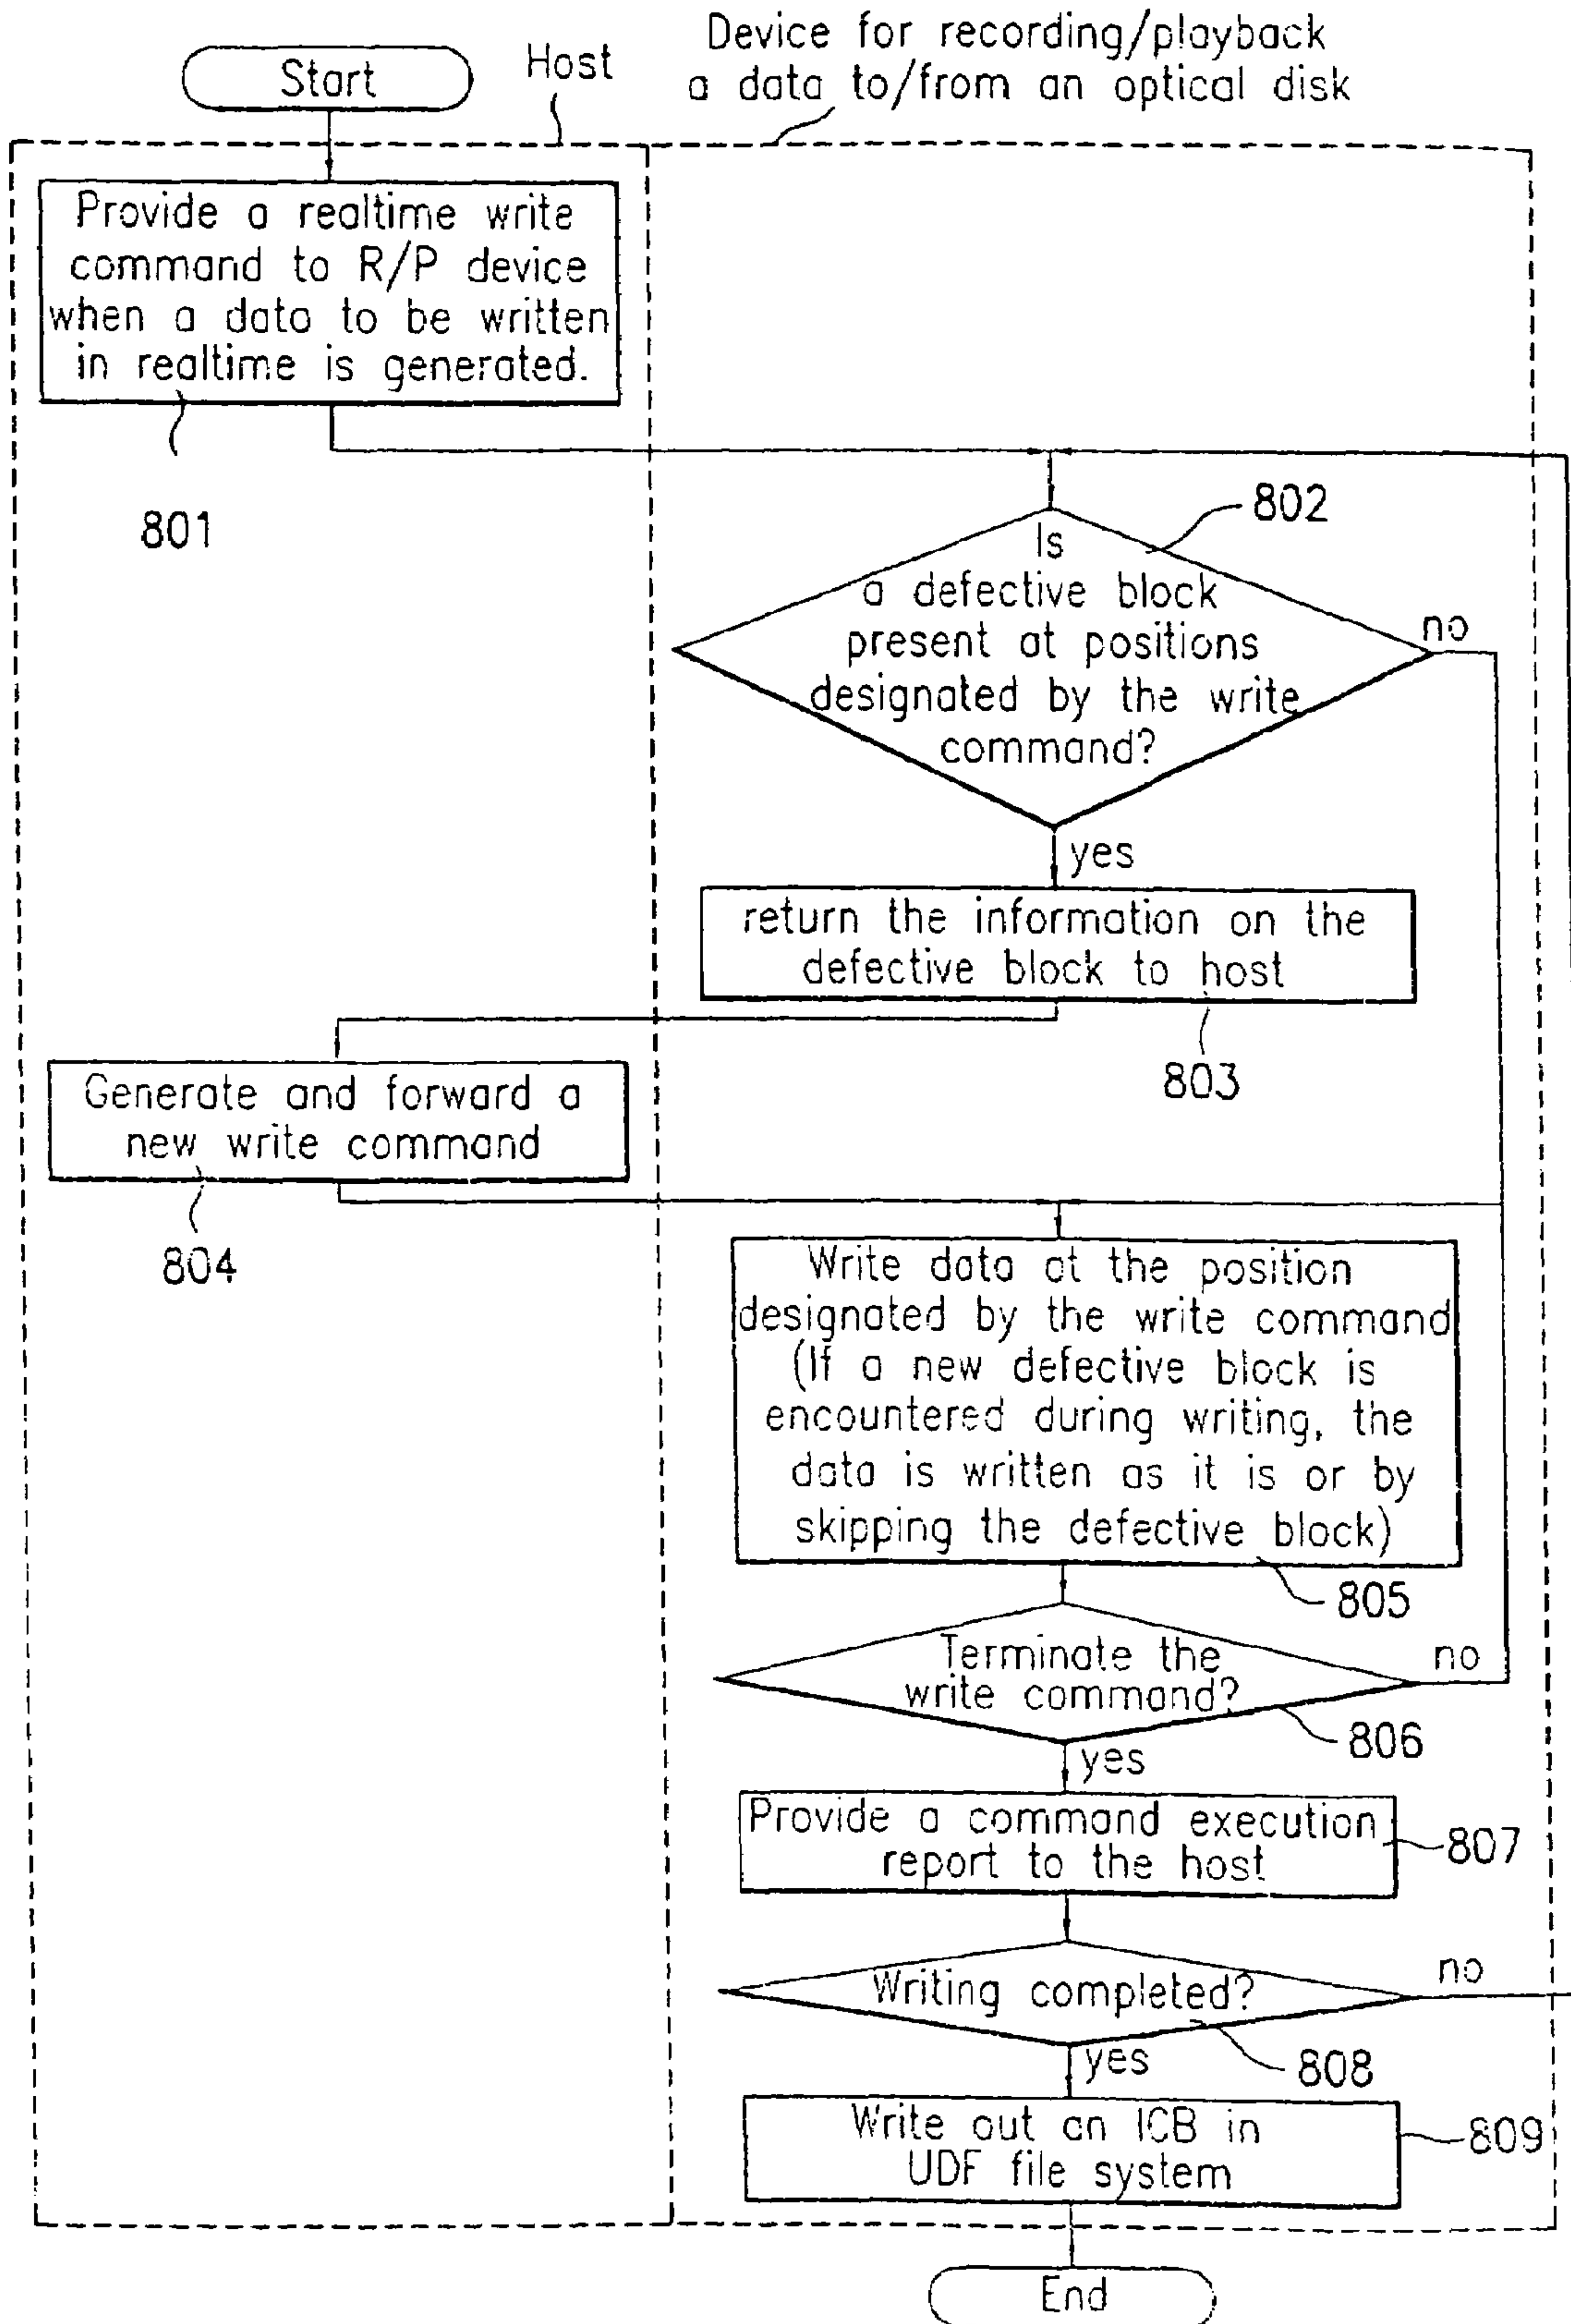 Start
Host
Device for recording/playback
a data to/from an optical disk
Provide a realtime write
command to R/P device
when a data to be written
in realtime is generated.
801
802
Is
a defective block
present at positions
designated by the write
command?
no
yes
return the information on the
defective block to host
803
Generate and forward a
new write command
804
Write data at the position
designated by the write command
(If a new defective block is
encountered during writing, the
data is written as it is or by
skipping the defective block)
805
Terminate the
write command?
no
806
yes
Provide a command execution
report to the host
807
Writing completed?
no
808
yes
Write out an ICB in
UDF file system
809
End